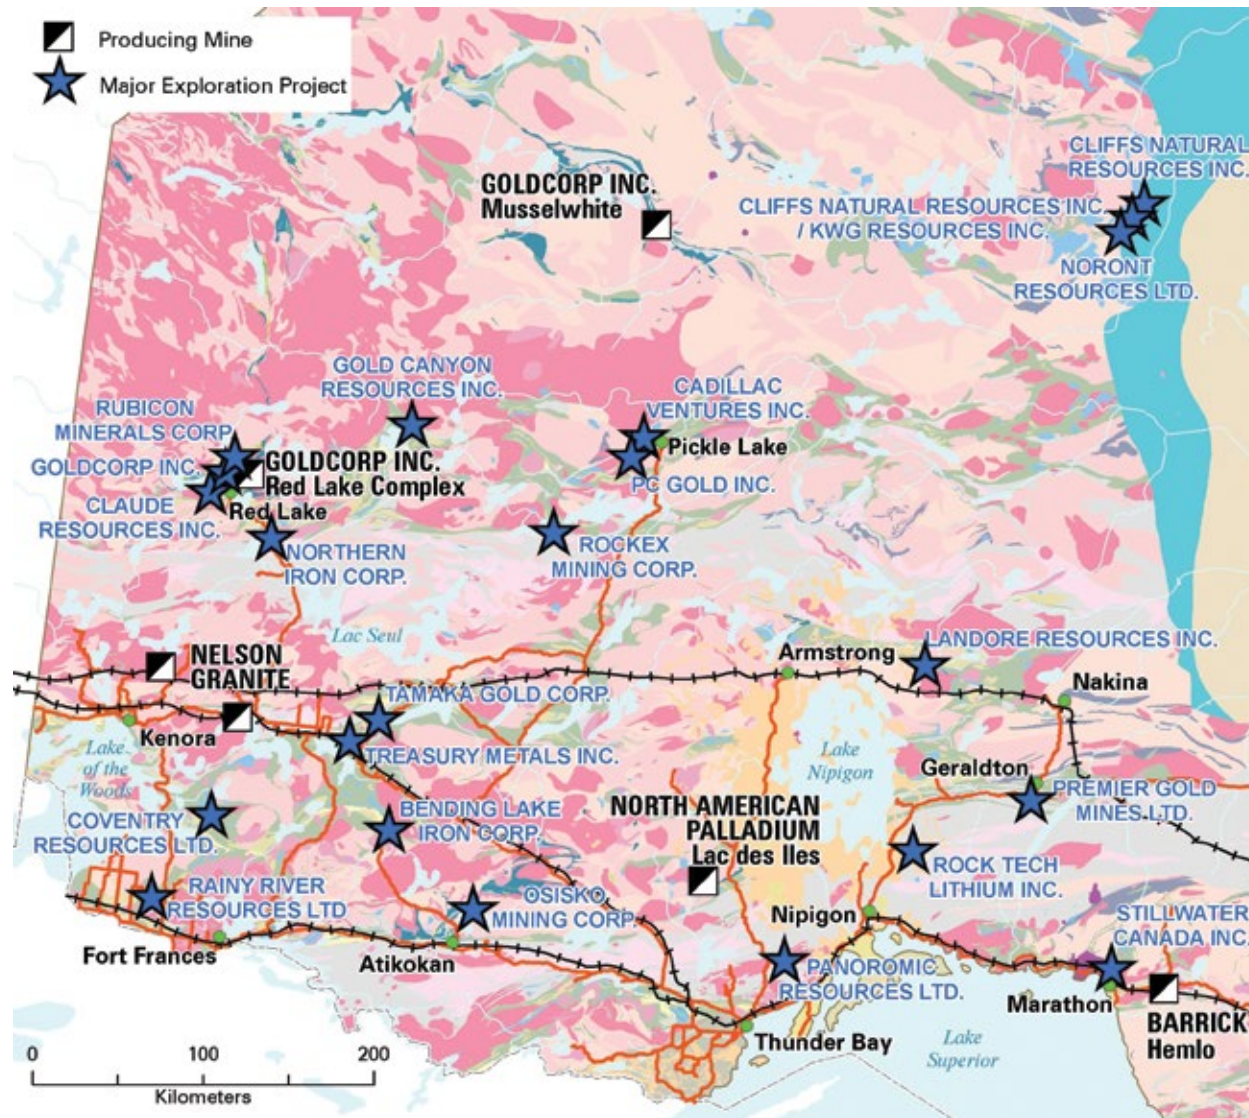 Producing Mine
Major Exploration Project
CLIFFS NATURAL
RESOURCES INC.
GOLDCORP INC.
Musselwhite
CLIFFS NATURAL RESOURCES INC.
/ KWG RESOURCES INC.
NORONT
RESOURCES LTD.
GOLD CANYON
RESOURCES INC.
CADILLAC
VENTURES INC.
RUBICON
MINERALS CORP.
Pickle Lake
GOLDCORP INC.
GOLDCORP INC.
Red Lake Complex
PC GOLD INC.
CLAUDE
RESOURCES INC.
Red Lake
NORTHERN
IRON CORP.
ROCKEX
MINING CORP.
Lac Seul
LANDORE RESOURCES INC.
NELSON
GRANITE
Armstrong
Nakina
TAMAKA GOLD CORP.
Kenora
TREASURY METALS INC.
Lake
of the
Woods
Lake
Nipigon
Geraldton
PREMIER GOLD
MINES LTD.
COVENTRY
RESOURCES LTD.
BENDING LAKE
IRON CORP.
NORTH AMERICAN
PALLADIUM
Lac des Iles
ROCK TECH
LITHIUM INC.
RAINY RIVER
RESOURCES LTD
OSISKO
MINING CORP.
Nipigon
STILLWATER
CANADA INC.
Fort Frances
Atikokan
PANOROMIC
RESOURCES LTD.
Marathon
BARRICK
Hemlo
Thunder Bay
Lake
Superior
0 100 200
Kilometers